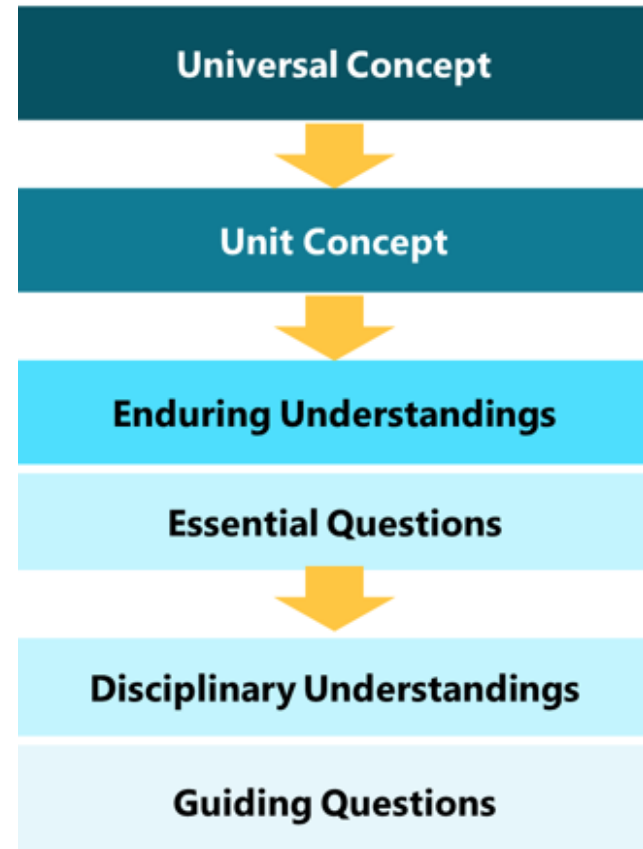 Universal Concept
Unit Concept
Enduring Understandings
Essential Questions
Disciplinary Understandings
Guiding Questions